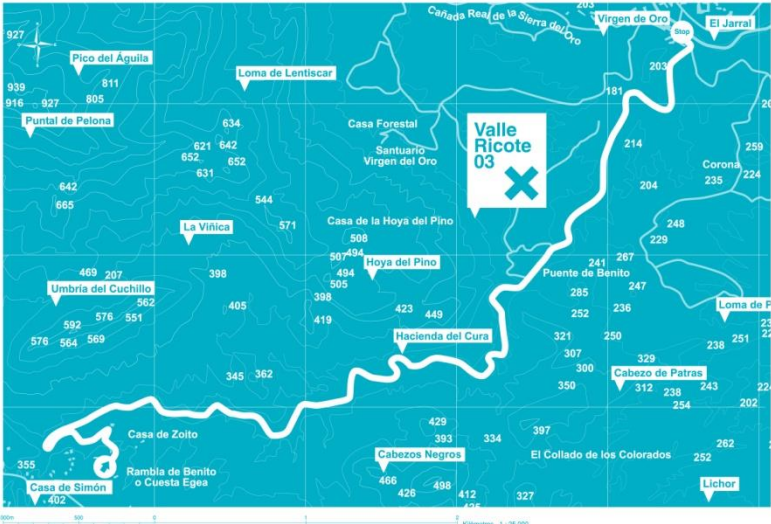 203
Cañada Real de la Sierra del Oro
Virgen de Oro
Stop
El Jarral
927
Pico del Águila
811
805
939
916 927
Puntal de Pelona
Loma de Lentiscar
203
181
634
621 642
652
652
631
Casa Forestal
Santuario
Virgen del Oro
Valle
Ricote
03
214
259
Corona
224
235
204
642
665
544
571
La Viñica
Casa de la Hoya del Pino
508
507 494
494
505
Hoya del Pino
248
229
267
241
Puente de Benito
247
285
252
236
469 207
Umbría del Cuchillo
562
576 551
592
576 564 569
398
405
398
419
423
449
Hacienda del Cura
321
250
307
300
350
329
Cabezo de Patras
312
238
254
243
202
Loma de P
251
238
345 362
Casa de Zoito
Rambla de Benito
o Cuesta Egea
355
Casa de Simón
402
429
393
334
397
Cabezos Negros
466
498
426
412
327
El Collado de los Colorados
262
252
Lichor
500
0
1
2